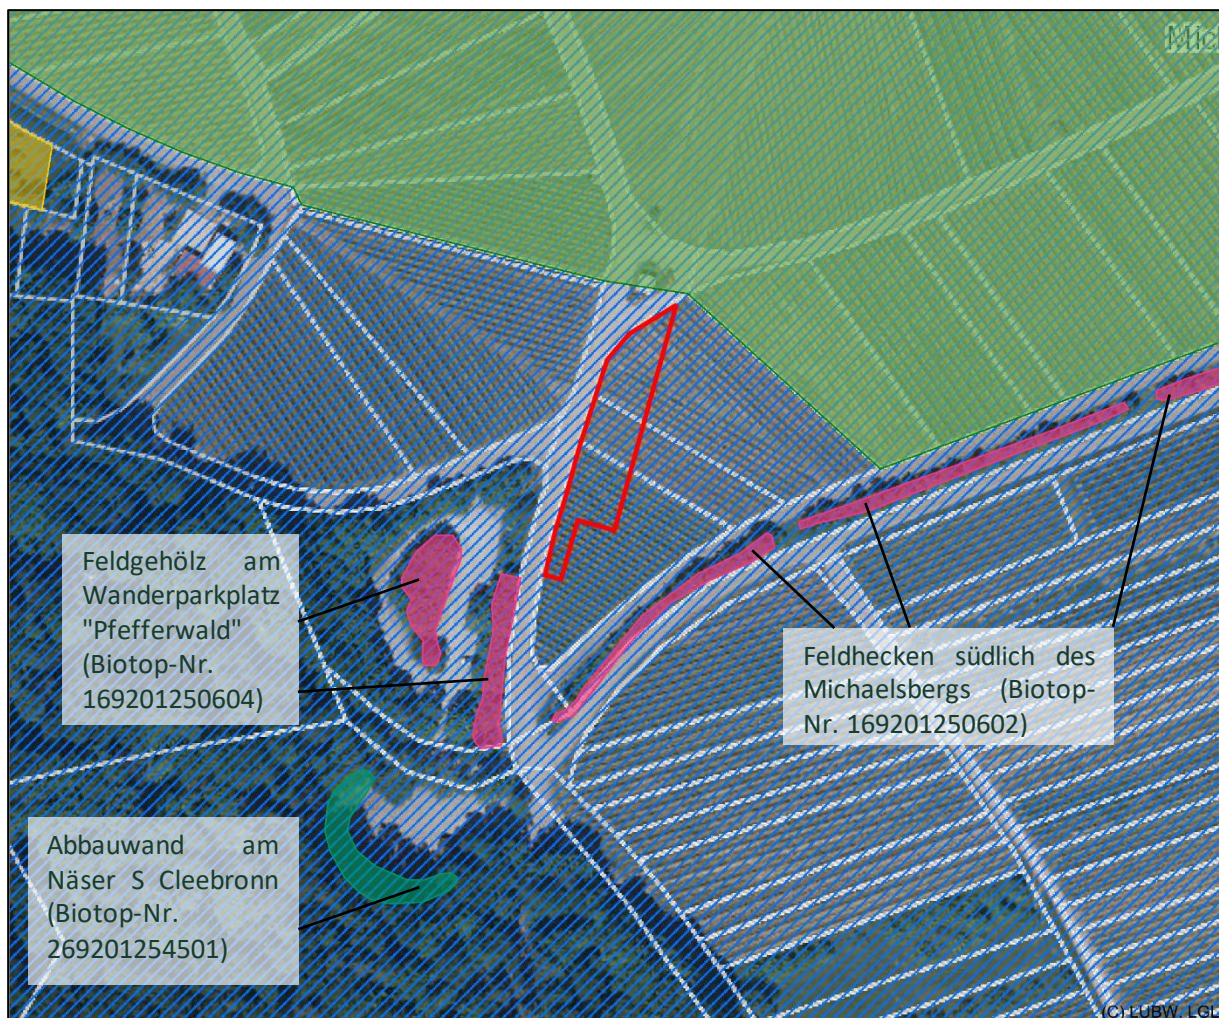 Mic
Feldgehölz am
Wanderparkplatz
"Pfefferwald"
(Biotop-Nr.
169201250604)
Feldhecken südlich des
Michaelsbergs (Biotop-
Nr. 169201250602)
Abbauwand am
Näser S Cleebronn
(Biotop-Nr.
269201254501)
(C) LUBW, LGL